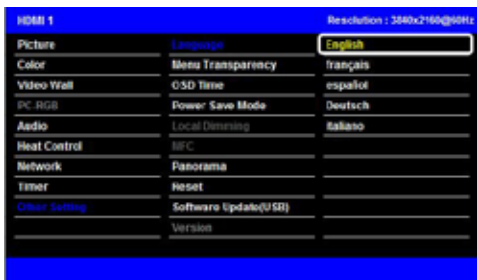 HDMI 1 Resolution : 3840x2160@60Hz
Picture Language English
Color Menu Transparency français
Video Wall OSD Time español
PC.RGB Power Save Mode Deutsch
Audio Local Dimming Italiano
Heat Control NFC
Network Panorama
Timer Reset
Other Setting Software Update(USB)
Version